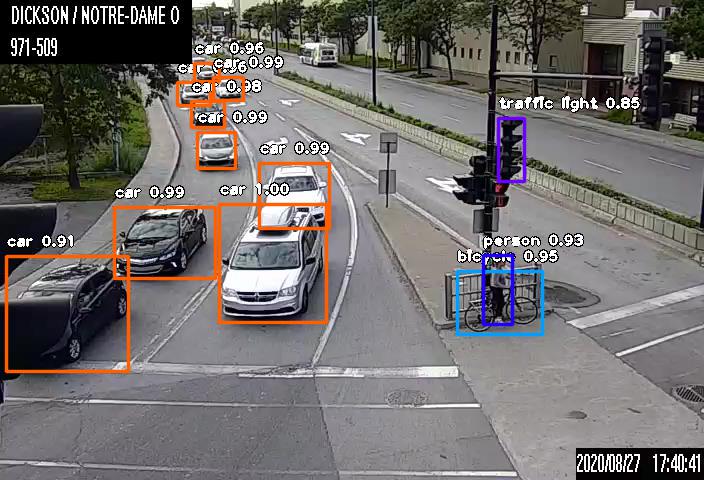 DICKSON / NOTRE-DAME O
971-509
car 0.96
car 0.99
car 0.98
car 0.99
traffic light 0.85
car 0.99
car 1.00
car 0.99
car 0.91
person 0.93
bicycle 0.95
2020/08/27 17:40:41